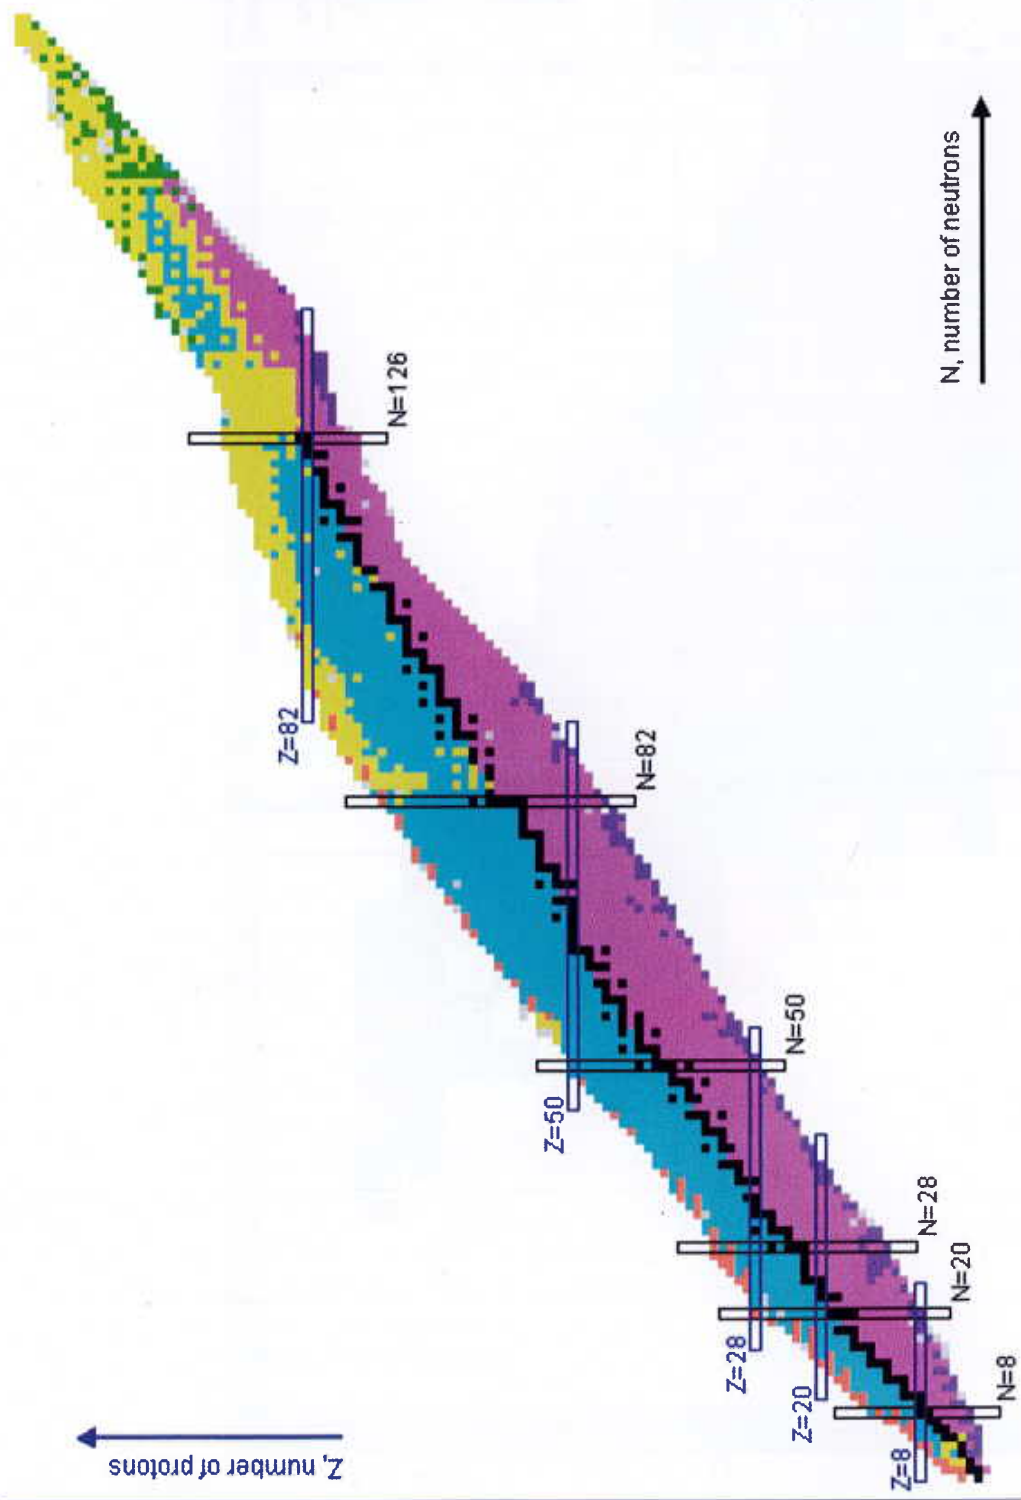 Z, number of protons
N, number of neutrons
Z=82
N=126
Z=50
N=82
Z=28
N=50
Z=20
N=28
N=20
Z=8
N=8